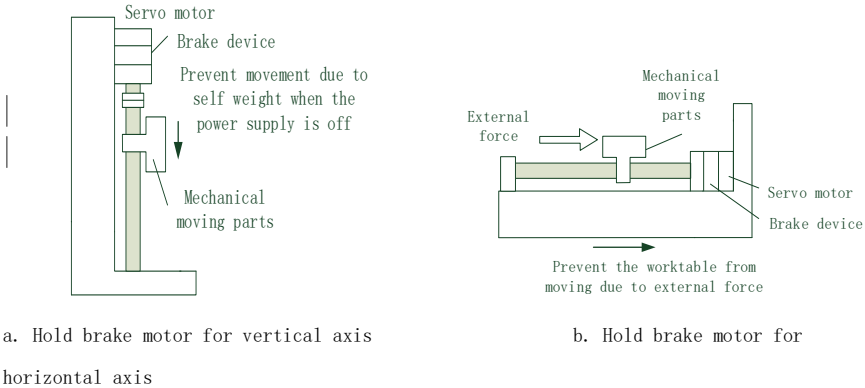 Servo motor
Brake device
Prevent movement due to
self weight when the
power supply is off
Mechanical
moving parts
Mechanical
moving
parts
External
force
Servo motor
Brake device
Prevent the worktable from
moving due to external force
a. Hold brake motor for vertical axis b. Hold brake motor for
horizontal axis